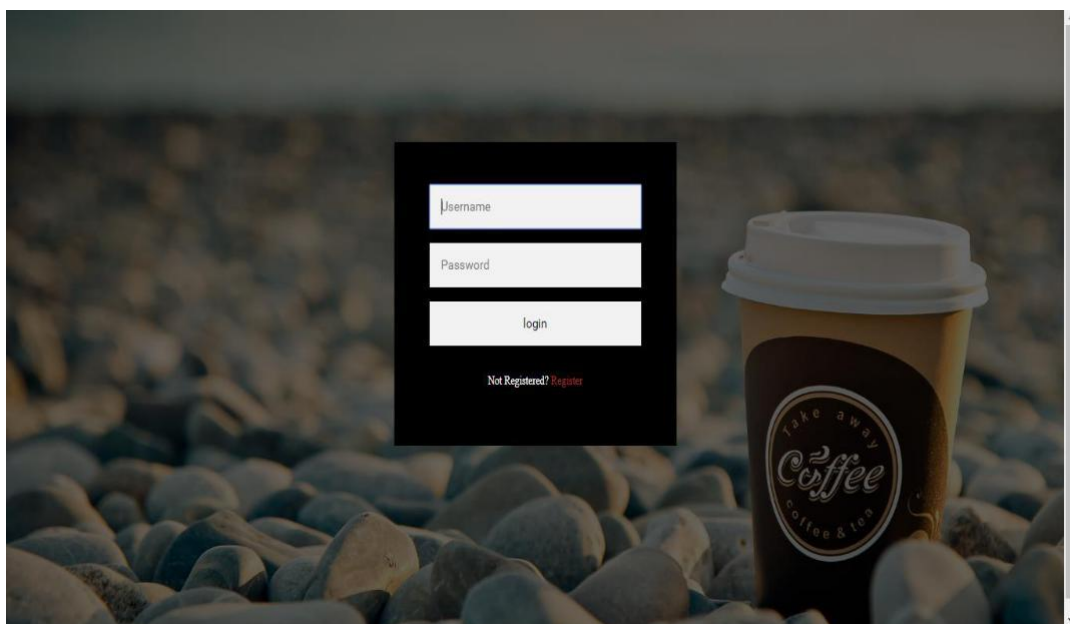 Username
Password
login
Not Registered? Register
Take away
Coffee
coffee & tea